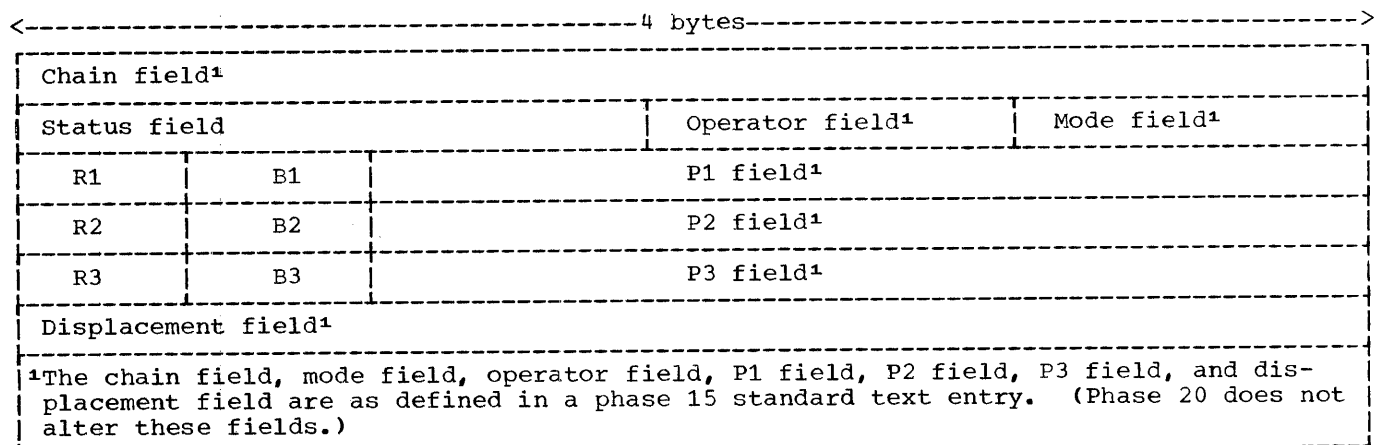 4 bytes
Chain field¹
Status field Operator field¹ Mode field¹
R1 B1 P1 field¹
R2 B2 P2 field¹
R3 B3 P3 field¹
Displacement field¹
¹The chain field, mode field, operator field, P1 field, P2 field, P3 field, and dis-
placement field are as defined in a phase 15 standard text entry. (Phase 20 does not
alter these fields.)